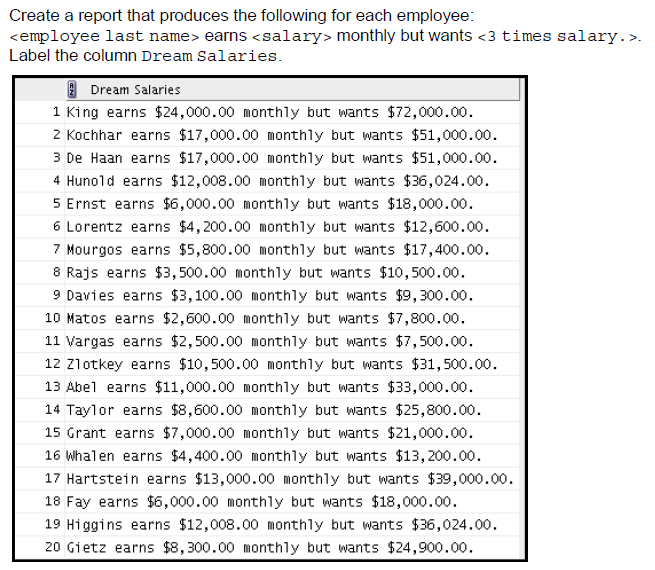 Create a report that produces the following for each employee:
<employee last name> earns <salary> monthly but wants <3 times salary.>.
Label the column Dream Salaries.
Dream Salaries
1 King earns $24,000.00 monthly but wants $72,000.00.
2 Kochhar earns $17,000.00 monthly but wants $51,000.00.
3 De Haan earns $17,000.00 monthly but wants $51,000.00.
4 Hunold earns $12,008.00 monthly but wants $36,024.00.
5 Ernst earns $6,000.00 monthly but wants $18,000.00.
6 Lorentz earns $4,200.00 monthly but wants $12,600.00.
7 Mourgos earns $5,800.00 monthly but wants $17,400.00.
8 Rajs earns $3,500.00 monthly but wants $10,500.00.
9 Davies earns $3,100.00 monthly but wants $9,300.00.
10 Matos earns $2,600.00 monthly but wants $7,800.00.
11 Vargas earns $2,500.00 monthly but wants $7,500.00.
12 Zlotkey earns $10,500.00 monthly but wants $31,500.00.
13 Abel earns $11,000.00 monthly but wants $33,000.00.
14 Taylor earns $8,600.00 monthly but wants $25,800.00.
15 Grant earns $7,000.00 monthly but wants $21,000.00.
16 Whalen earns $4,400.00 monthly but wants $13,200.00.
17 Hartstein earns $13,000.00 monthly but wants $39,000.00.
18 Fay earns $6,000.00 monthly but wants $18,000.00.
19 Higgins earns $12,008.00 monthly but wants $36,024.00.
20 Gietz earns $8,300.00 monthly but wants $24,900.00.